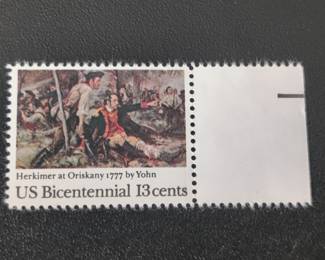 Herkimer at Oriskany 1777 by Yohn
US Bicentennial 13cents